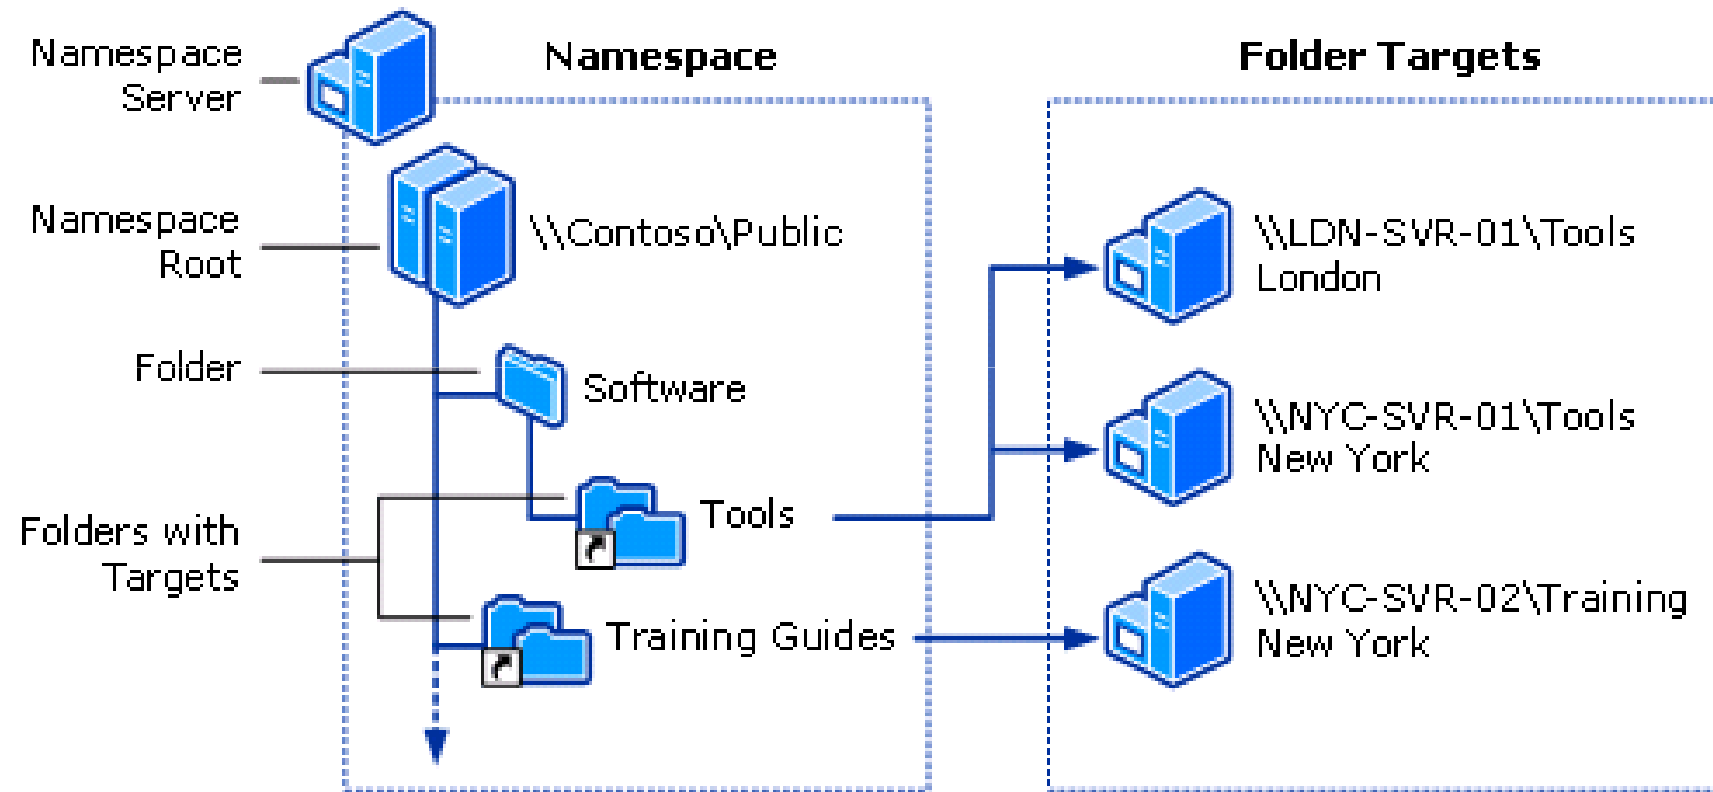 Namespace
Server
Namespace
Folder Targets
Namespace
Root
\\Contoso\Public
Folder
Software
Folders with
Targets
Tools
Training Guides
\\LDN-SVR-01\Tools
London
\\NYC-SVR-01\Tools
New York
\\NYC-SVR-02\Training
New York